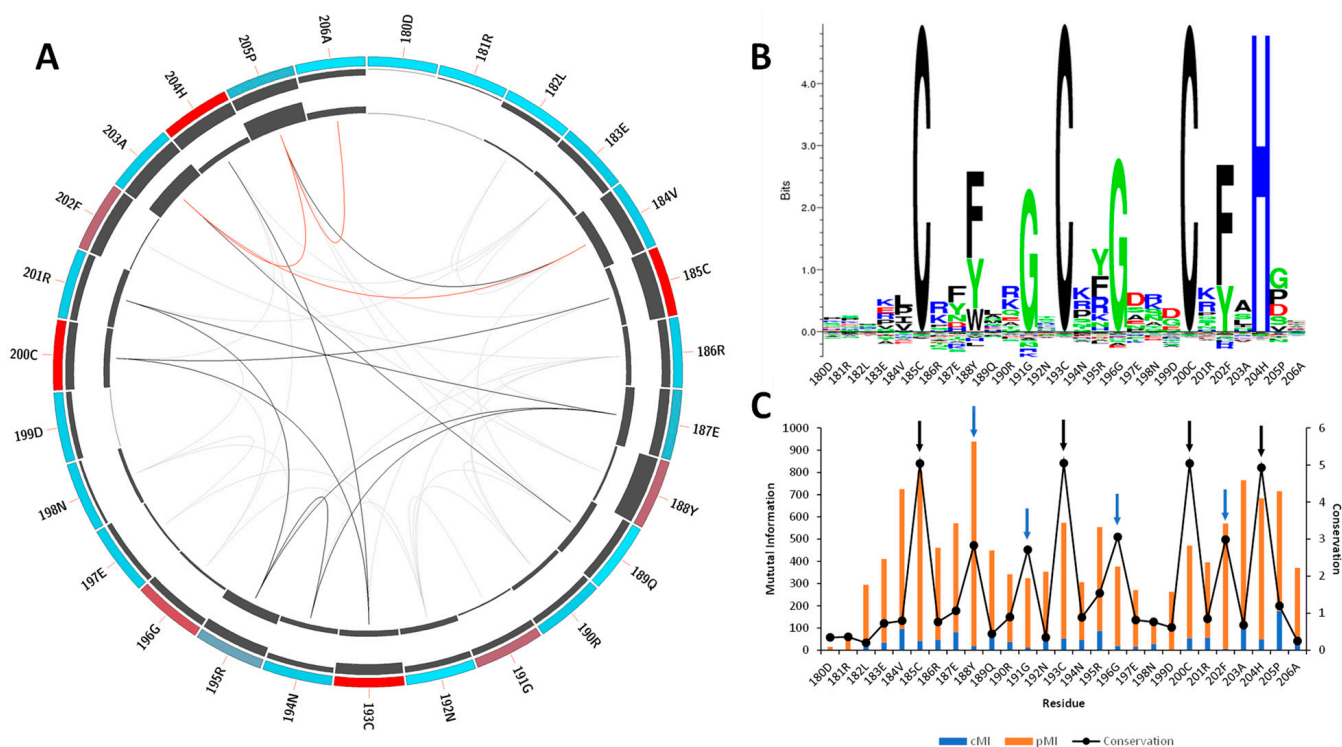 A
180D
181R
182L
183E
184V
185C
186R
187E
188Y
189Q
190R
191G
192N
193C
194N
195R
196G
197E
198N
199D
200C
201R
202F
203A
204H
205P
206A
B
Bits
4.0
3.0
2.0
1.0
0.0
C F Y W G C Y F G C F Y H G P
180D 181R 182L 183E 184V 185C 186R 187E 188Y 189Q 190R 191G 192N 193C 194N 195R 196G 197E 198N 199D 200C 201R 202F 203A 204H 205P 206A
C
Mututal Information
1000
900
800
700
600
500
400
300
200
100
0
Conservation
6
5
4
3
2
1
0
180D 181R 182L 183E 184V 185C 186R 187E 188Y 189Q 190R 191G 192N 193C 194N 195R 196G 197E 198N 199D 200C 201R 202F 203A 204H 205P 206A
Residue
cMI pMI Conservation